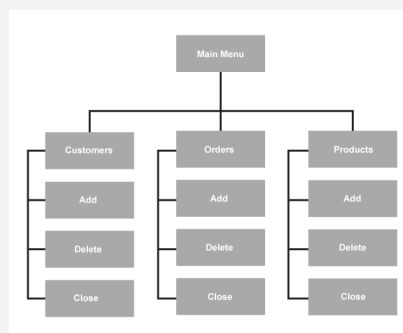 Main Menu
Customers
Orders
Products
Add
Add
Add
Delete
Delete
Delete
Close
Close
Close